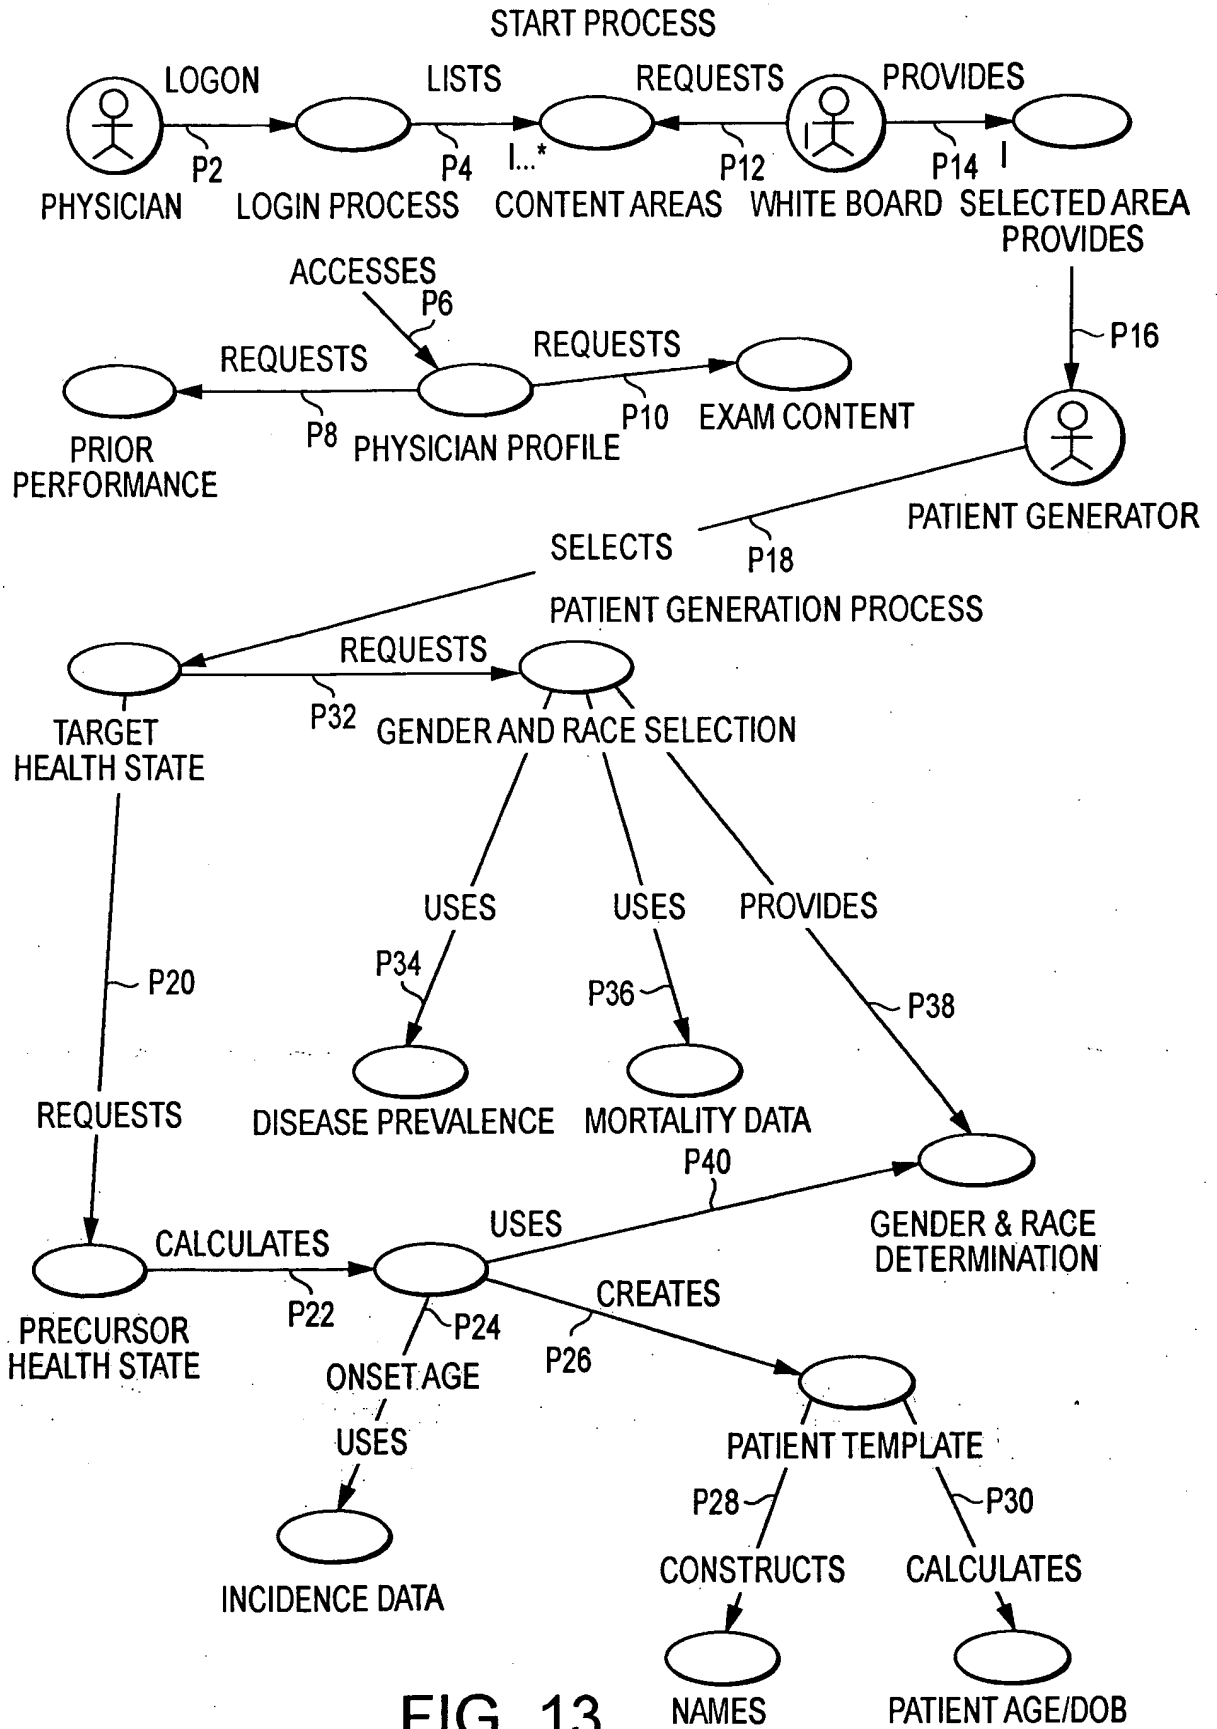 START PROCESS
LOGON
LISTS
REQUESTS
PROVIDES
P2
P4
I...*
P12
I
P14
I
PHYSICIAN
LOGIN PROCESS
CONTENT AREAS
WHITE BOARD
SELECTED AREA
PROVIDES
ACCESSES
P6
P16
REQUESTS
REQUESTS
P8
P10
PRIOR
PERFORMANCE
PHYSICIAN PROFILE
EXAM CONTENT
PATIENT GENERATOR
SELECTS
P18
PATIENT GENERATION PROCESS
REQUESTS
P32
TARGET
HEALTH STATE
GENDER AND RACE SELECTION
USES
USES
PROVIDES
P20
P34
P36
P38
REQUESTS
DISEASE PREVALENCE
MORTALITY DATA
P40
CALCULATES
USES
GENDER & RACE
DETERMINATION
P22
P24
CREATES
P26
PRECURSOR
HEALTH STATE
ONSET AGE
USES
PATIENT TEMPLATE
P28
P30
INCIDENCE DATA
CONSTRUCTS
CALCULATES
NAMES
PATIENT AGE/DOB
FIG. 13